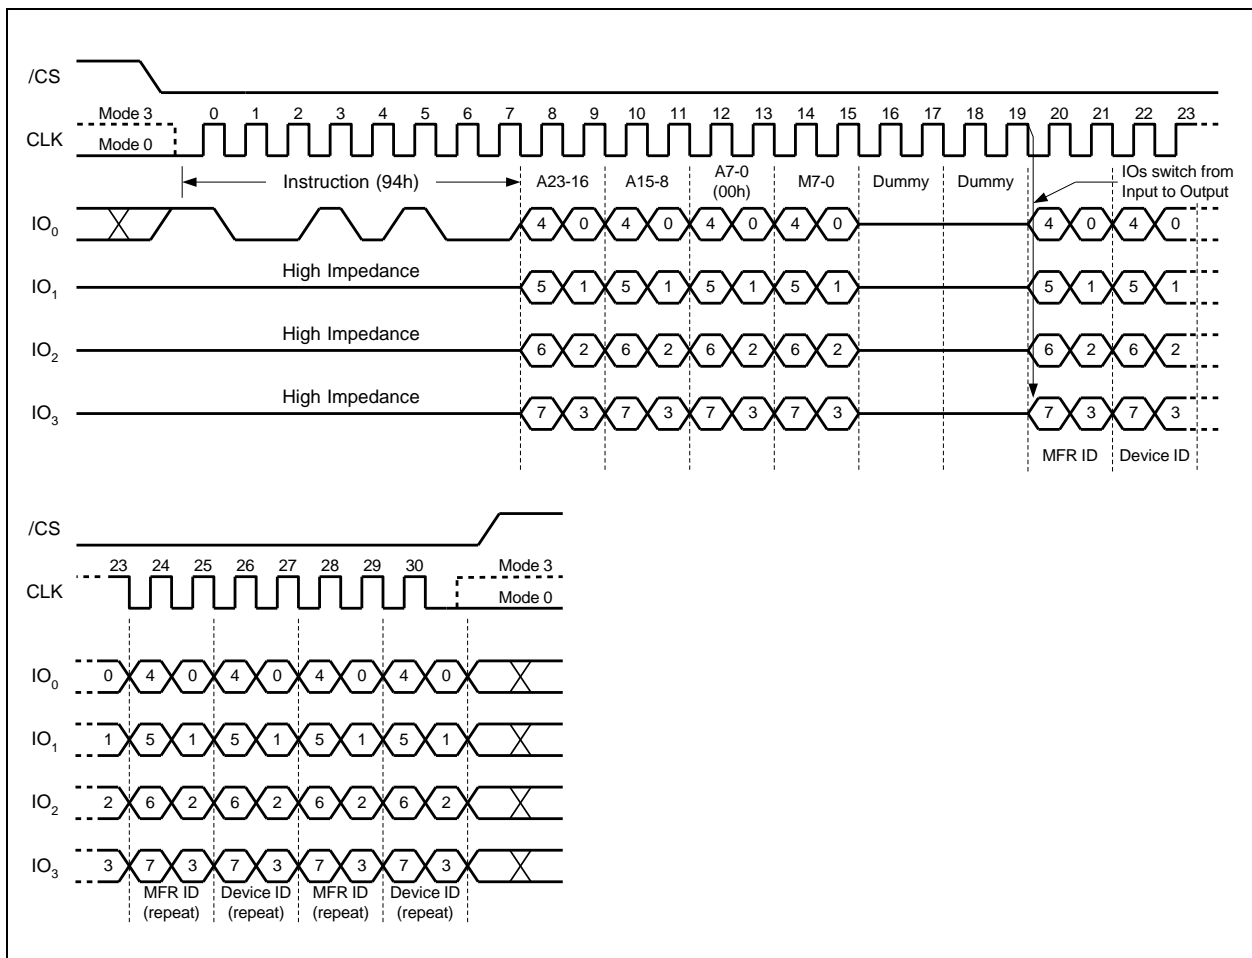 /CS
Mode 3 0 1 2 3 4 5 6 7 8 9 10 11 12 13 14 15 16 17 18 19 20 21 22 23
CLK
Mode 0
Instruction (94h) A23-16 A15-8 A7-0 (00h) M7-0 Dummy Dummy IOs switch from Input to Output
IO0 4 0 4 0 4 0 4 0 4 0 4 0
High Impedance
IO1 5 1 5 1 5 1 5 1 5 1 5 1
High Impedance
IO2 6 2 6 2 6 2 6 2 6 2 6 2
High Impedance
IO3 7 3 7 3 7 3 7 3 7 3 7 3
MFR ID Device ID
/CS
23 24 25 26 27 28 29 30 Mode 3
CLK
Mode 0
IO0 0 4 0 4 0 4 0 4 0
IO1 1 5 1 5 1 5 1 5 1
IO2 2 6 2 6 2 6 2 6 2
IO3 3 7 3 7 3 7 3 7 3
MFR ID (repeat) Device ID (repeat) MFR ID (repeat) Device ID (repeat)